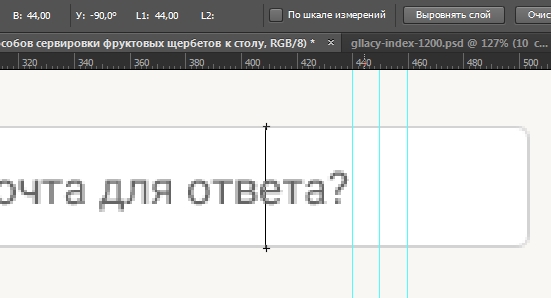 В: 44,00 У: -90,0° L1: 44,00 L2: По шкале измерений Выровнять слой Очис
особов сервировки фруктовых щербетов к столу, RGB/8) * × gllacy-index-1200.psd @ 127% (10 с...
320 340 360 380 400 420 440 460 480 500
очта для ответа?